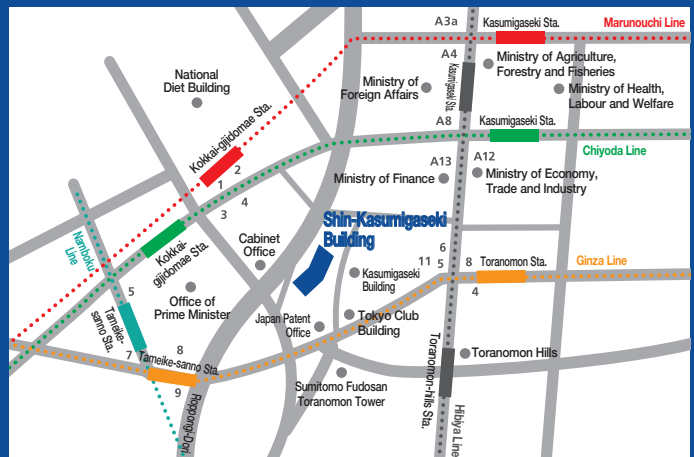 A3a
Kasumigaseki Sta.
Marunouchi Line
A4
Kasumigaseki Sta.
Ministry of Agriculture,
Forestry and Fisheries
National
Diet Building
Ministry of
Foreign Affairs
Ministry of Health,
Labour and Welfare
A8
Kasumigaseki Sta.
Chiyoda Line
Kokkai-gijidomae Sta.
2
1
4
3
A13
A12
Ministry of Finance
Ministry of Economy,
Trade and Industry
Namboku
Line
Kokkai-
gijidomae Sta.
Shin-Kasumigaseki
Building
Cabinet
Office
6
11
5
8
Toranomon Sta.
Ginza Line
4
Kasumigaseki
Building
5
Office of
Prime Minister
Tameike-
sanno Sta.
Japan Patent
Office
Tokyo Club
Building
8
7
Tameike-sanno Sta.
9
Toranomon Hills
Toranomon-hills Sta.
Sumitomo Fudosan
Toranomon Tower
Roppongi-Dori
Hibiya Line